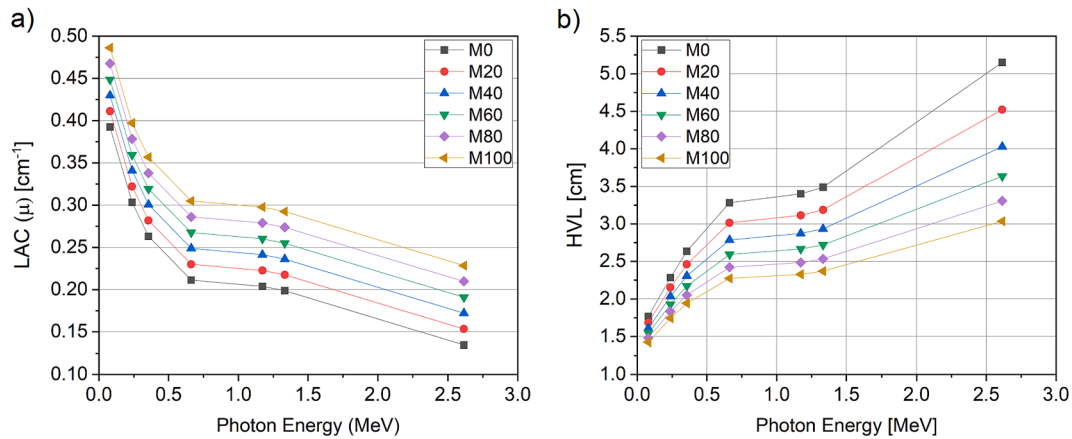 a)
0.50
0.45
0.40
0.35
0.30
0.25
0.20
0.15
0.10
LAC (μ) [cm⁻¹]
0.0 0.5 1.0 1.5 2.0 2.5 3.0
Photon Energy (MeV)
M0
M20
M40
M60
M80
M100
b)
5.5
5.0
4.5
4.0
3.5
3.0
2.5
2.0
1.5
1.0
HVL [cm]
0.0 0.5 1.0 1.5 2.0 2.5 3.0
Photon Energy [MeV]
M0
M20
M40
M60
M80
M100